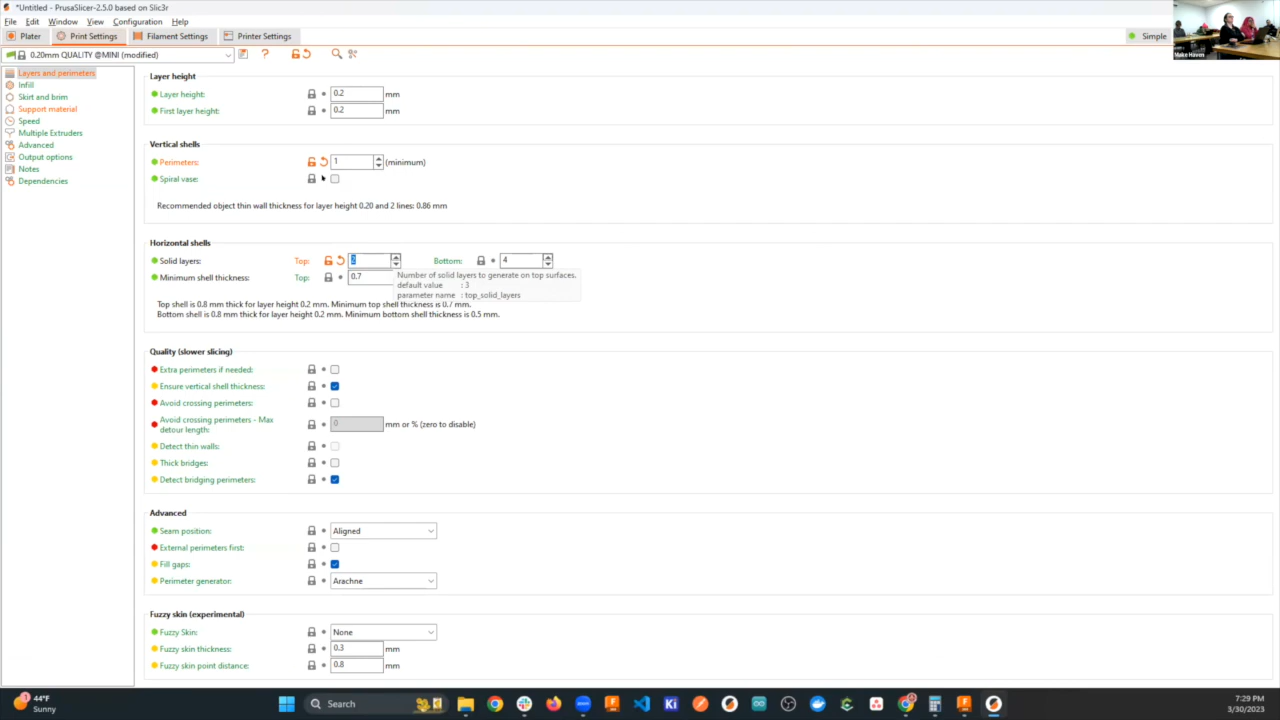 *Untitled - PrusaSlicer-2.5.0 based on Slic3r
File Edit Window View Configuration Help
Plater Print Settings Filament Settings Printer Settings Simple
0.20mm QUALITY @MINI (modified)
Layers and perimeters
Infill
Skirt and brim
Support material
Speed
Multiple Extruders
Advanced
Output options
Notes
Dependencies
Layer height
Layer height: 0.2 mm
First layer height: 0.2 mm
Vertical shells
Perimeters: 1 (minimum)
Spiral vase:
Recommended object thin wall thickness for layer height 0.20 and 2 lines: 0.86 mm
Horizontal shells
Solid layers: Top: 2 Bottom: 4
Minimum shell thickness: Top: 0.7
Number of solid layers to generate on top surfaces.
default value : 3
parameter name : top_solid_layers
Top shell is 0.8 mm thick for layer height 0.2 mm. Minimum top shell thickness is 0.7 mm.
Bottom shell is 0.8 mm thick for layer height 0.2 mm. Minimum bottom shell thickness is 0.5 mm.
Quality (slower slicing)
Extra perimeters if needed:
Ensure vertical shell thickness:
Avoid crossing perimeters:
Avoid crossing perimeters - Max
detour length: 0 mm or % (zero to disable)
Detect thin walls:
Thick bridges:
Detect bridging perimeters:
Advanced
Seam position: Aligned
External perimeters first:
Fill gaps:
Perimeter generator: Arachne
Fuzzy skin (experimental)
Fuzzy Skin: None
Fuzzy skin thickness: 0.3 mm
Fuzzy skin point distance: 0.8 mm
Make Haven
1
44°F
Sunny
Search
7:29 PM
3/30/2023